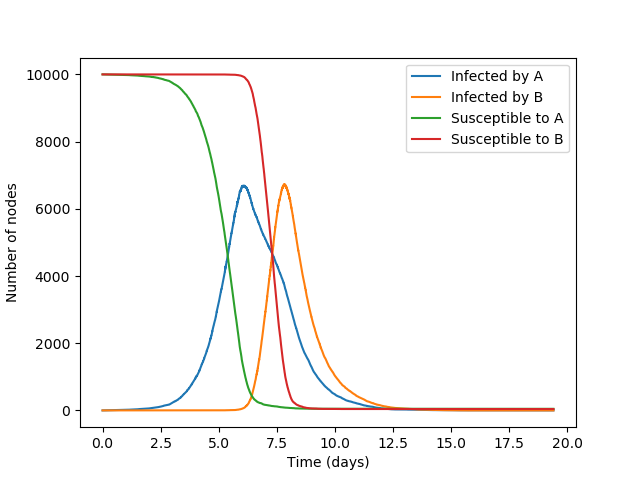 Infected by A
Infected by B
Susceptible to A
Susceptible to B
Number of nodes
10000
8000
6000
4000
2000
0
0.0 2.5 5.0 7.5 10.0 12.5 15.0 17.5 20.0
Time (days)